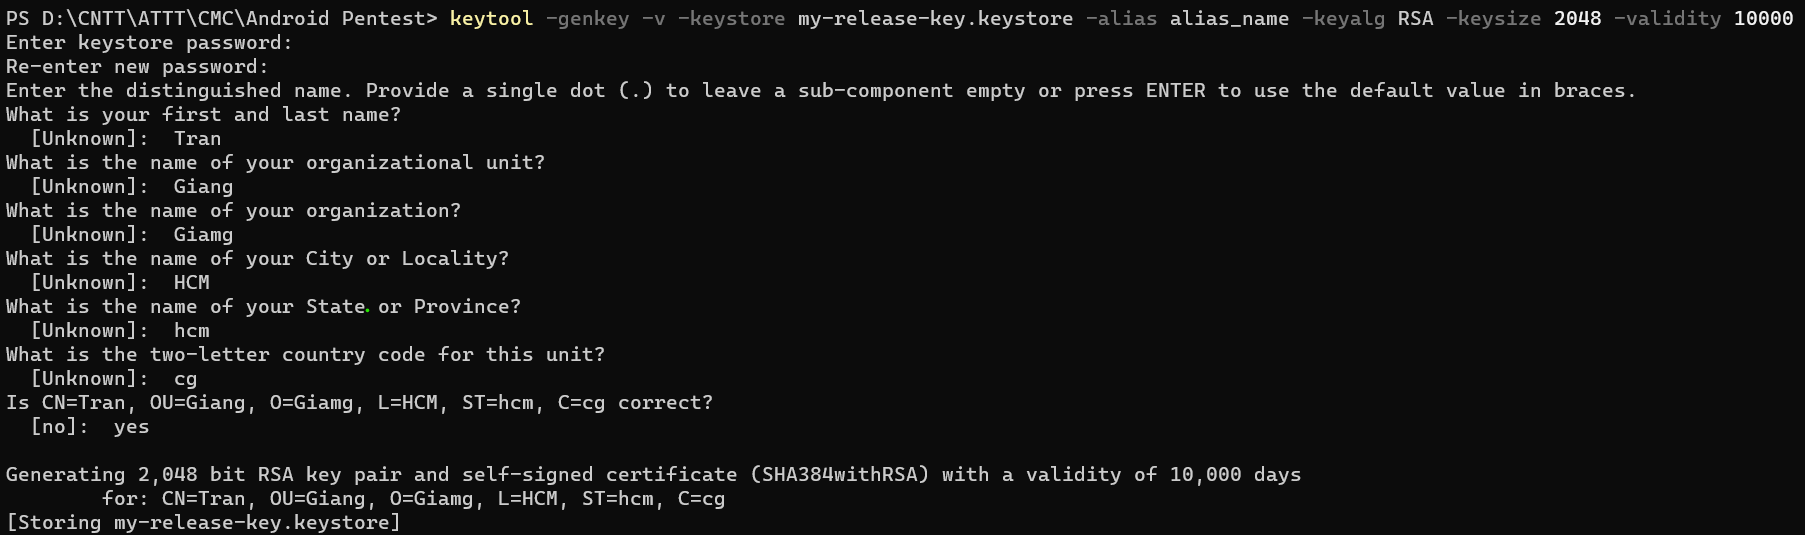 PS D:\CNTT\ATTT\CMC\Android Pentest> keytool -genkey -v -keystore my-release-key.keystore -alias alias_name -keyalg RSA -keysize 2048 -validity 10000
Enter keystore password:
Re-enter new password:
Enter the distinguished name. Provide a single dot (.) to leave a sub-component empty or press ENTER to use the default value in braces.
What is your first and last name?
  [Unknown]:  Tran
What is the name of your organizational unit?
  [Unknown]:  Giang
What is the name of your organization?
  [Unknown]:  Giamg
What is the name of your City or Locality?
  [Unknown]:  HCM
What is the name of your State or Province?
  [Unknown]:  hcm
What is the two-letter country code for this unit?
  [Unknown]:  cg
Is CN=Tran, OU=Giang, O=Giamg, L=HCM, ST=hcm, C=cg correct?
  [no]:  yes

Generating 2,048 bit RSA key pair and self-signed certificate (SHA384withRSA) with a validity of 10,000 days
        for: CN=Tran, OU=Giang, O=Giamg, L=HCM, ST=hcm, C=cg
[Storing my-release-key.keystore]